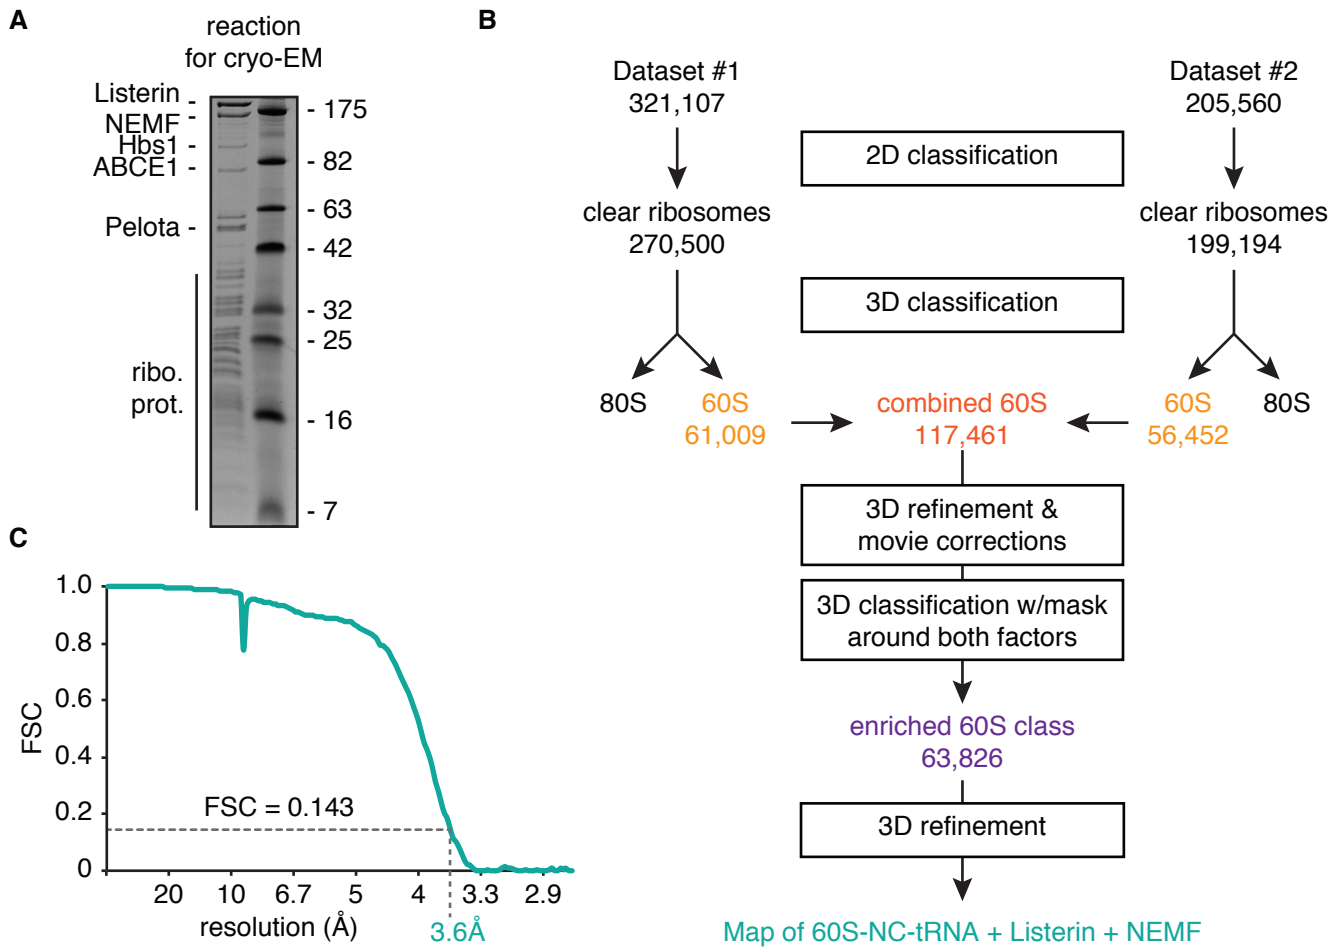 A
reaction
for cryo-EM
Listerin -
NEMF -
Hbs1 -
ABCE1 -
Pelota -
ribo.
prot.
- 175
- 82
- 63
- 42
- 32
- 25
- 16
- 7
B
Dataset #1
321,107
Dataset #2
205,560
2D classification
clear ribosomes
270,500
clear ribosomes
199,194
3D classification
80S
60S
61,009
combined 60S
117,461
60S
56,452
80S
3D refinement &
movie corrections
3D classification w/mask
around both factors
enriched 60S class
63,826
3D refinement
Map of 60S-NC-tRNA + Listerin + NEMF
C
FSC
1.0
0.8
0.6
0.4
0.2
0
FSC = 0.143
20 10 6.7 5 4 3.3 2.9
resolution (Å)
3.6Å